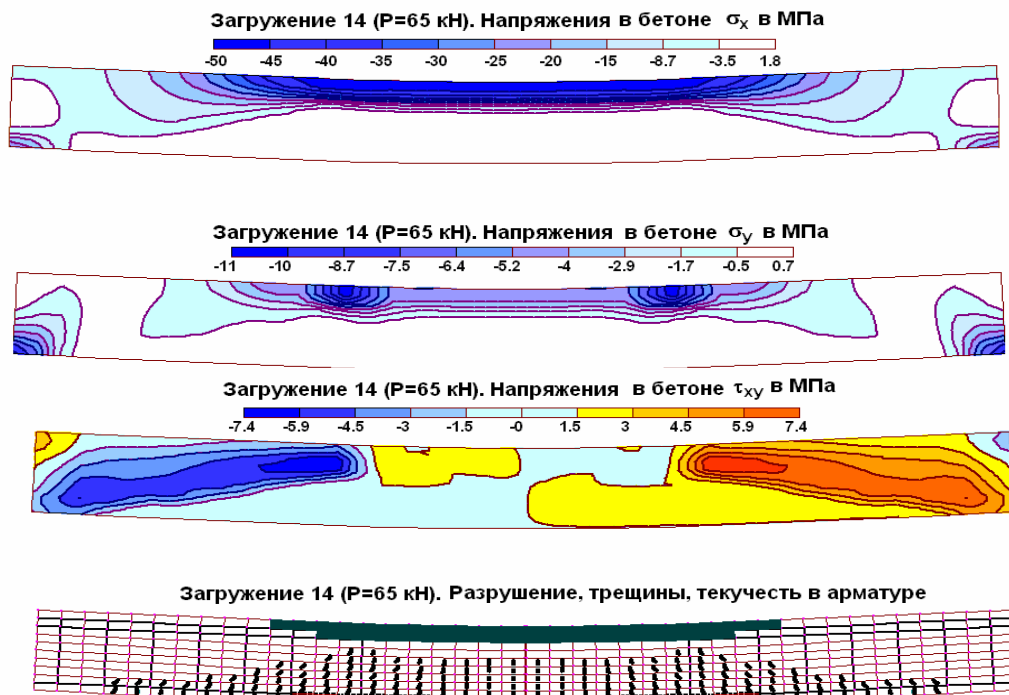 Загружение 14 (P=65 кН). Напряжения в бетоне σx в МПа
-50 -45 -40 -35 -30 -25 -20 -15 -8.7 -3.5 1.8
Загружение 14 (P=65 кН). Напряжения в бетоне σy в МПа
-11 -10 -8.7 -7.5 -6.4 -5.2 -4 -2.9 -1.7 -0.5 0.7
Загружение 14 (P=65 кН). Напряжения в бетоне τxy в МПа
-7.4 -5.9 -4.5 -3 -1.5 -0 1.5 3 4.5 5.9 7.4
Загружение 14 (P=65 кН). Разрушение, трещины, текучесть в арматуре